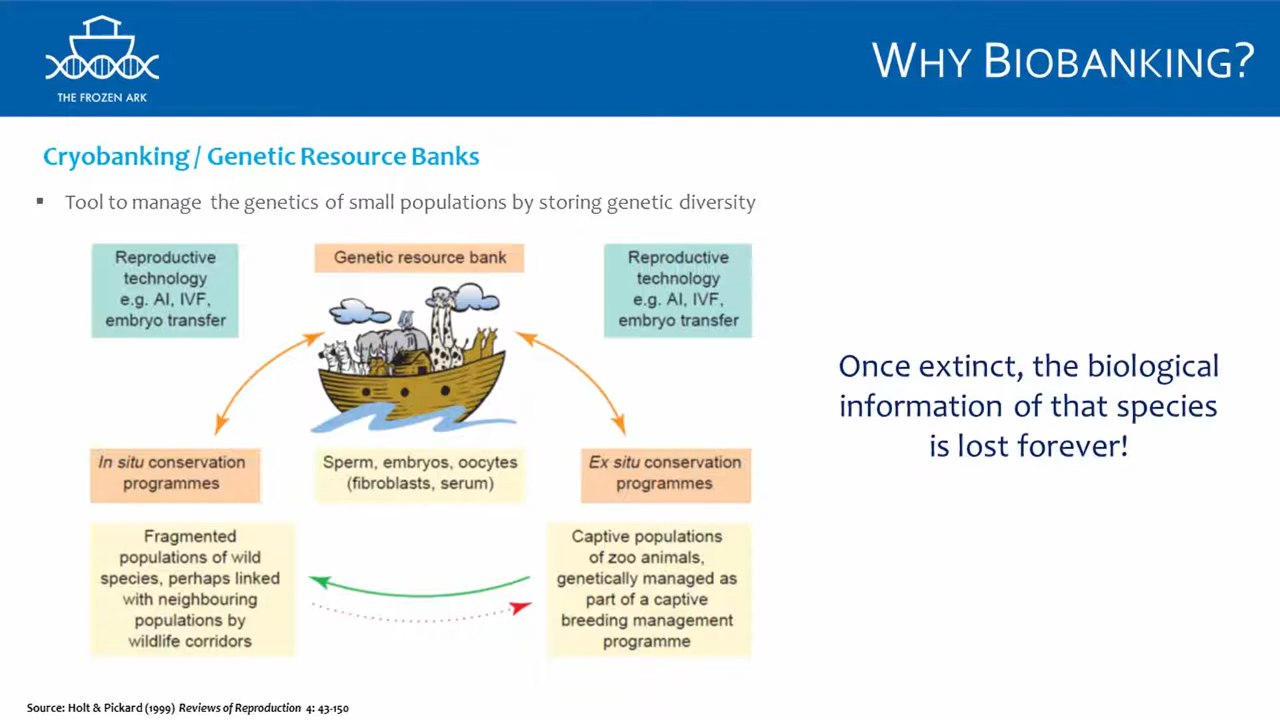 THE FROZEN ARK
WHY BIOBANKING?
Cryobanking / Genetic Resource Banks
▪ Tool to manage the genetics of small populations by storing genetic diversity
Reproductive
technology
e.g. AI, IVF,
embryo transfer
Genetic resource bank
Reproductive
technology
e.g. AI, IVF,
embryo transfer
In situ conservation
programmes
Sperm, embryos, oocytes
(fibroblasts, serum)
Ex situ conservation
programmes
Fragmented
populations of wild
species, perhaps linked
with neighbouring
populations by
wildlife corridors
Captive populations
of zoo animals,
genetically managed as
part of a captive
breeding management
programme
Once extinct, the biological
information of that species
is lost forever!
Source: Holt & Pickard (1999) Reviews of Reproduction 4: 43-150